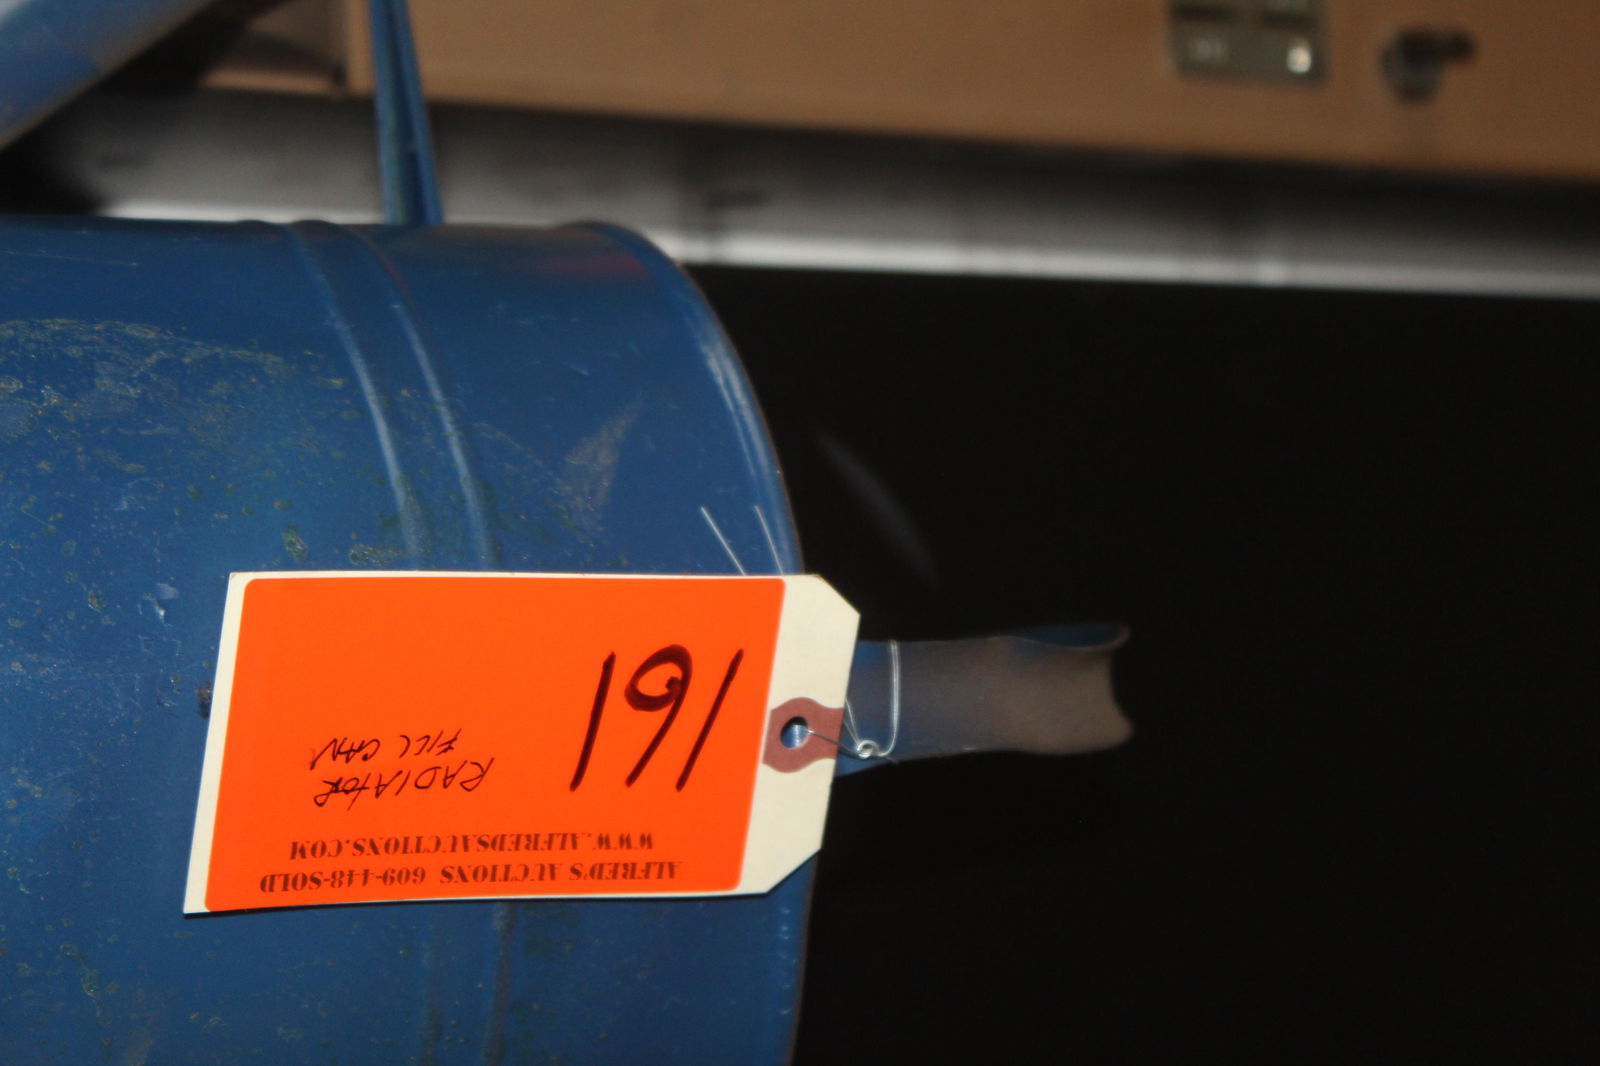 ALFRED'S AUCTIONS 609-448-SOLD
WWW.ALFREDSAUCTIONS.COM
RADIATOR
FILL CAN
161